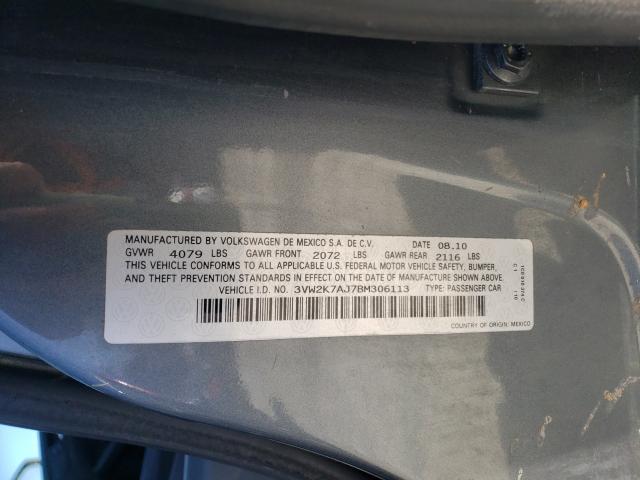 MANUFACTURED BY VOLKSWAGEN DE MEXICO S.A. DE C.V. DATE 08.10
GVWR 4079 LBS GAWR FRONT 2072 LBS GAWR REAR 2116 LBS
THIS VEHICLE CONFORMS TO ALL APPLICABLE U.S. FEDERAL MOTOR VEHICLE SAFETY, BUMPER,
AND THEFT PREVENTION STANDARDS IN EFFECT ON THE DATE OF MANUFACTURE SHOWN ABOVE.
VEHICLE I.D. NO. 3VW2K7AJ7BM306113 TYPE: PASSENGER CAR
COUNTRY OF ORIGIN: MEXICO